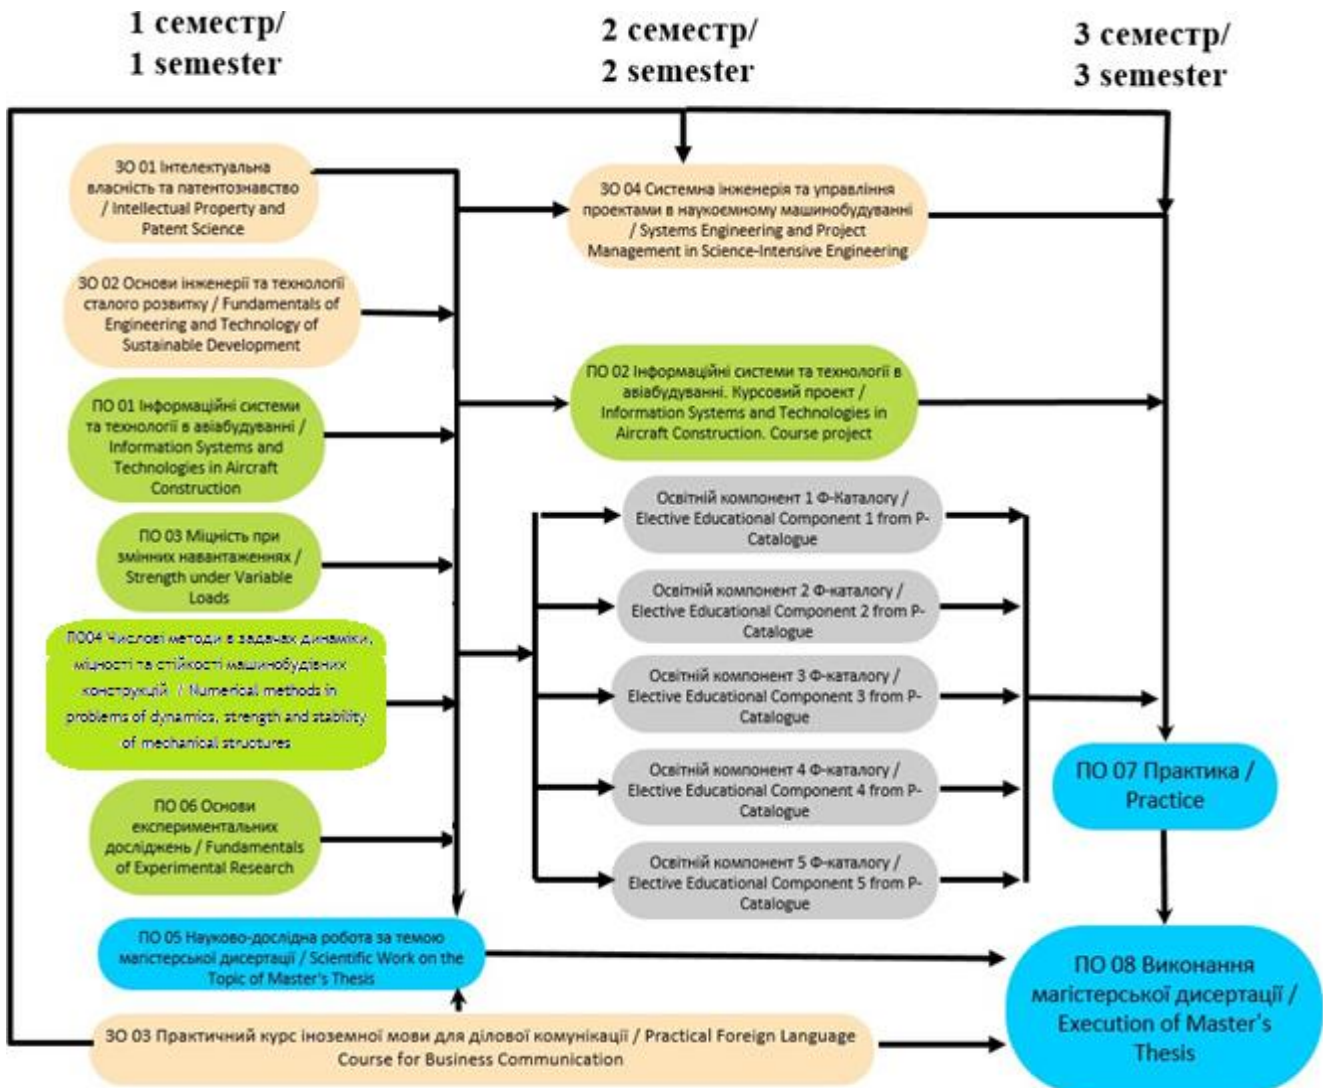 1 семестр/
1 semester
2 семестр/
2 semester
3 семестр/
3 semester
ЗО 01 Інтелектуальна
власність та патентознавство
/ Intellectual Property and
Patent Science
ЗО 02 Основи інженерії та технології
сталого розвитку / Fundamentals of
Engineering and Technology of
Sustainable Development
ПО 01 Інформаційні системи
та технології в авіабудуванні /
Information Systems and
Technologies in Aircraft
Construction
ПО 03 Міцність при
змінних навантаженнях /
Strength under Variable
Loads
ПО04 Числові методи в задачах динаміки,
міцності та стійкості машинобудівних
конструкцій / Numerical methods in
problems of dynamics, strength and stability
of mechanical structures
ПО 06 Основи
експериментальних
досліджень / Fundamentals
of Experimental Research
ПО 05 Науково-дослідна робота за темою
магістерської дисертації / Scientific Work on the
Topic of Master's Thesis
ЗО 03 Практичний курс іноземної мови для ділової комунікації / Practical Foreign Language
Course for Business Communication
ЗО 04 Системна інженерія та управління
проектами в наукоємному машинобудуванні
/ Systems Engineering and Project
Management in Science-Intensive Engineering
ПО 02 Інформаційні системи та технології в
авіабудуванні. Курсовий проект /
Information Systems and Technologies in
Aircraft Construction. Course project
Освітній компонент 1 Ф-Каталогу /
Elective Educational Component 1 from P-
Catalogue
Освітній компонент 2 Ф-каталогу /
Elective Educational Component 2 from P-
Catalogue
Освітній компонент 3 Ф-каталогу /
Elective Educational Component 3 from P-
Catalogue
Освітній компонент 4 Ф-каталогу /
Elective Educational Component 4 from P-
Catalogue
Освітній компонент 5 Ф-каталогу /
Elective Educational Component 5 from P-
Catalogue
ПО 07 Практика /
Practice
ПО 08 Виконання
магістерської дисертації /
Execution of Master's
Thesis